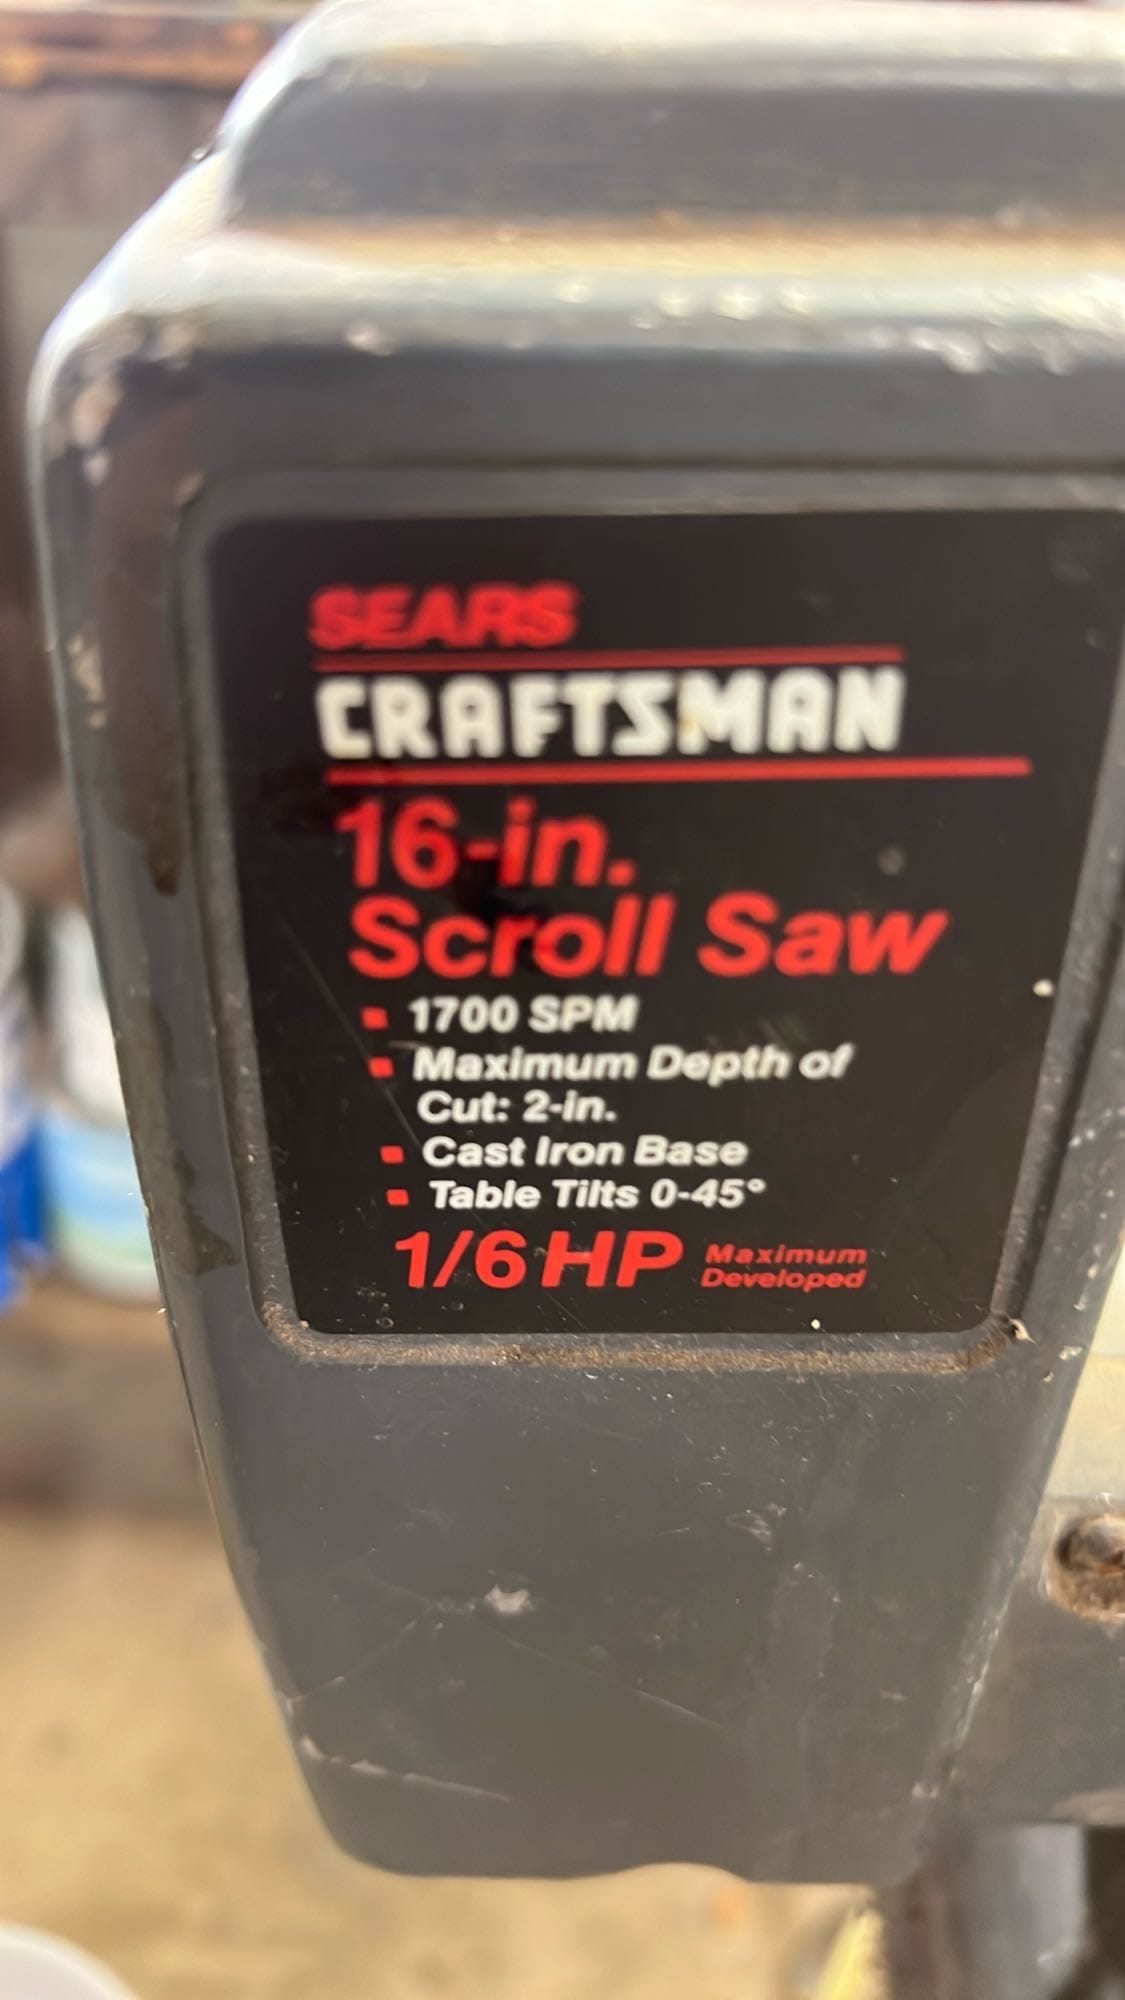 SEARS
CRAFTSMAN
16-in.
Scroll Saw
▪ 1700 SPM
▪ Maximum Depth of
Cut: 2-in.
▪ Cast Iron Base
▪ Table Tilts 0-45°
1/6 HP Maximum
Developed